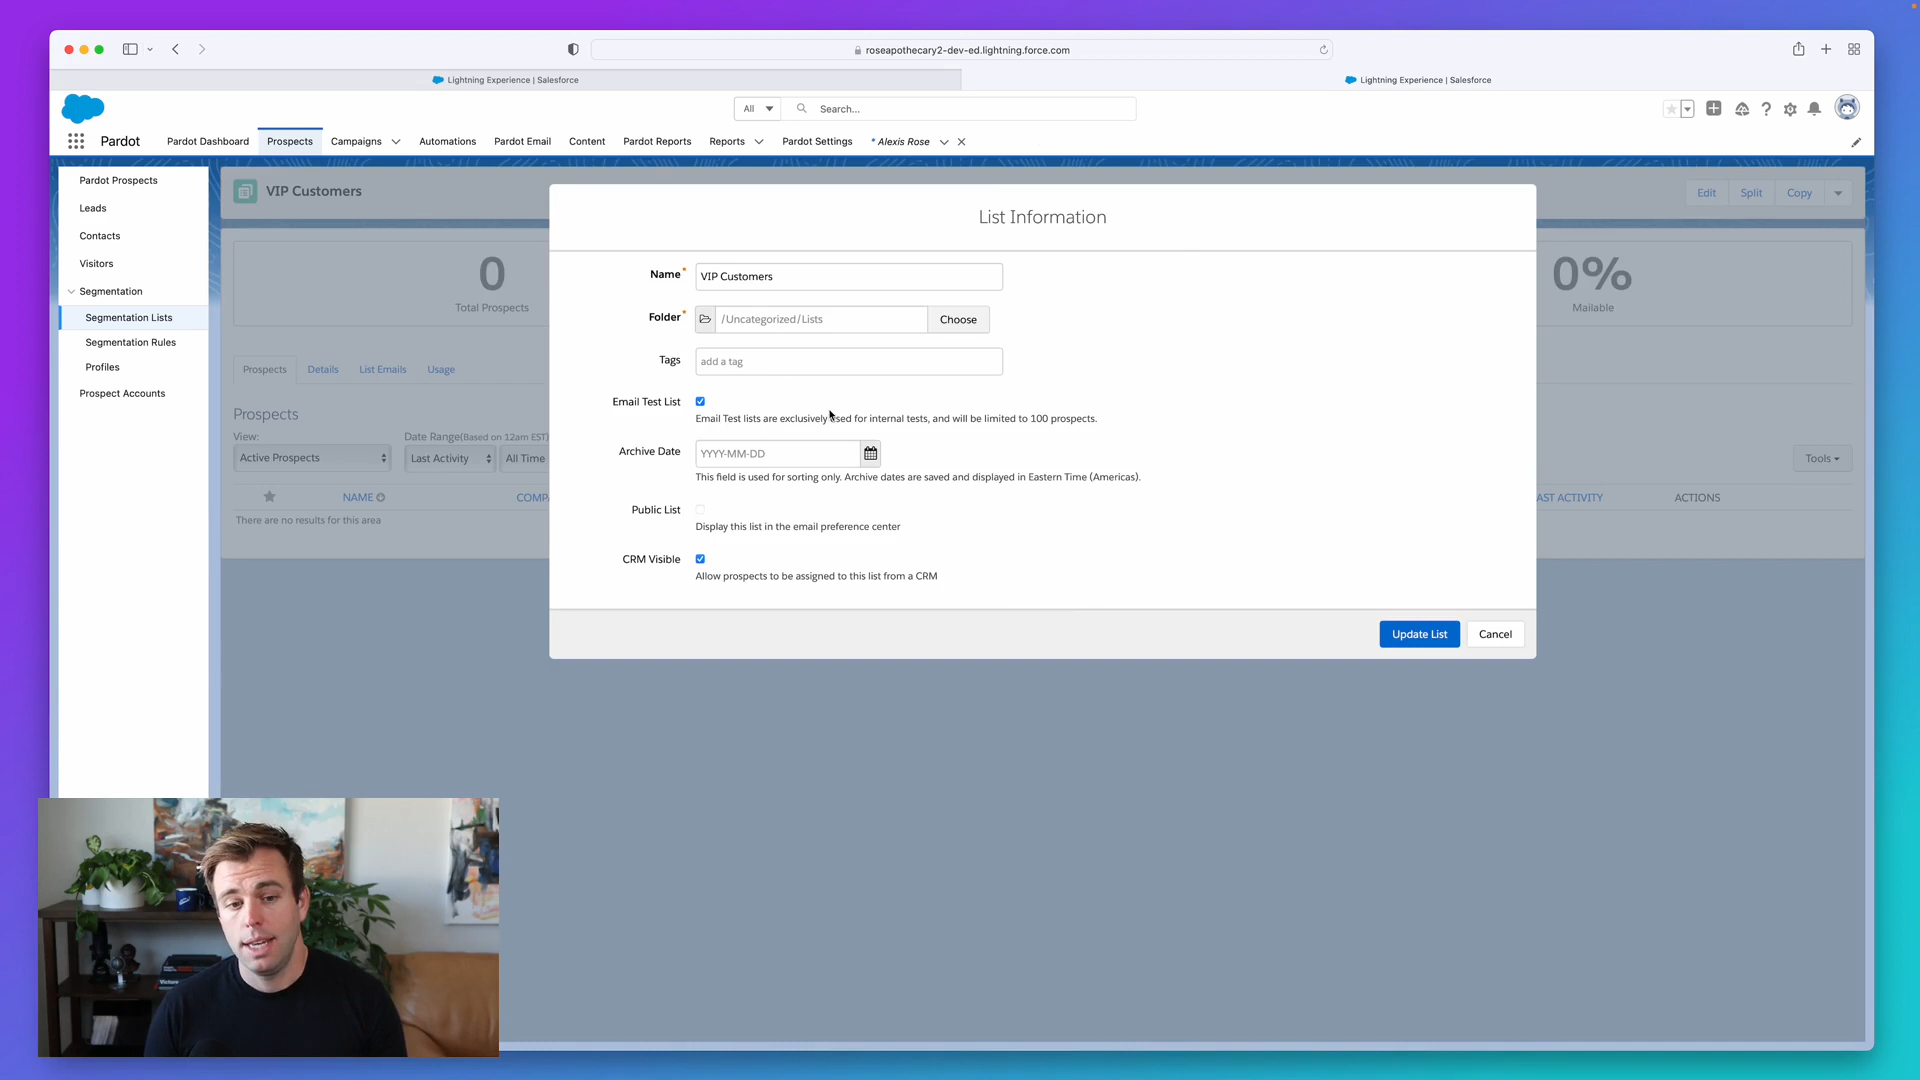 roseapothecary2-dev-ed.lightning.force.com
Lightning Experience | Salesforce
Lightning Experience | Salesforce
All
Search...
Pardot
Pardot Dashboard
Prospects
Campaigns
Automations
Pardot Email
Content
Pardot Reports
Reports
Pardot Settings
* Alexis Rose
Pardot Prospects
Leads
Contacts
Visitors
Segmentation
Segmentation Lists
Segmentation Rules
Profiles
Prospect Accounts
VIP Customers
Edit
Split
Copy
0
Total Prospects
0%
Mailable
Prospects
Details
List Emails
Usage
Prospects
View:
Active Prospects
Date Range(Based on 12am EST)
Last Activity
All Time
Tools
NAME
COMPA
AST ACTIVITY
ACTIONS
There are no results for this area
List Information
Name*
VIP Customers
Folder*
/Uncategorized/Lists
Choose
Tags
add a tag
Email Test List
Email Test lists are exclusively used for internal tests, and will be limited to 100 prospects.
Archive Date
YYYY-MM-DD
This field is used for sorting only. Archive dates are saved and displayed in Eastern Time (Americas).
Public List
Display this list in the email preference center
CRM Visible
Allow prospects to be assigned to this list from a CRM
Update List
Cancel